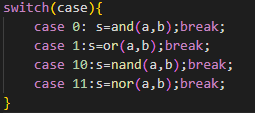 switch(case){
    case 0: s=and(a,b);break;
    case 1:s=or(a,b);break;
    case 10:s=nand(a,b);break;
    case 11:s=nor(a,b);break;
}